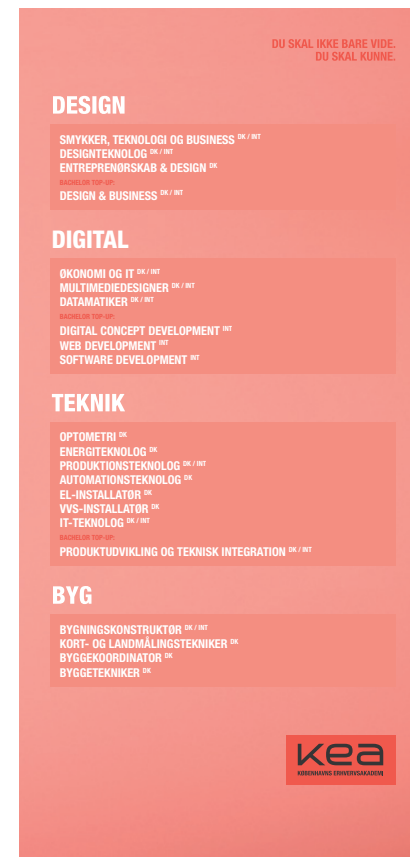 DU SKAL IKKE BARE VIDE.
DU SKAL KUNNE.
DESIGN
SMYKKER, TEKNOLOGI OG BUSINESS DK / INT
DESIGNTEKNOLOG DK / INT
ENTREPRENØRSKAB & DESIGN DK
BACHELOR TOP-UP:
DESIGN & BUSINESS DK / INT
DIGITAL
ØKONOMI OG IT DK / INT
MULTIMEDIEDESIGNER DK / INT
DATAMATIKER DK / INT
BACHELOR TOP-UP:
DIGITAL CONCEPT DEVELOPMENT INT
WEB DEVELOPMENT INT
SOFTWARE DEVELOPMENT INT
TEKNIK
OPTOMETRI DK
ENERGITEKNOLOG DK
PRODUKTIONSTEKNOLOG DK / INT
AUTOMATIONSTEKNOLOG DK
EL-INSTALLATØR DK
VVS-INSTALLATØR DK
IT-TEKNOLOG DK / INT
BACHELOR TOP-UP:
PRODUKTUDVIKLING OG TEKNISK INTEGRATION DK / INT
BYG
BYGNINGSKONSTRUKTØR DK / INT
KORT- OG LANDMÅLINGSTEKNIKER DK
BYGGEKOORDINATOR DK
BYGGETEKNIKER DK
kea
KØBENHAVNS ERHVERVSAKADEMI